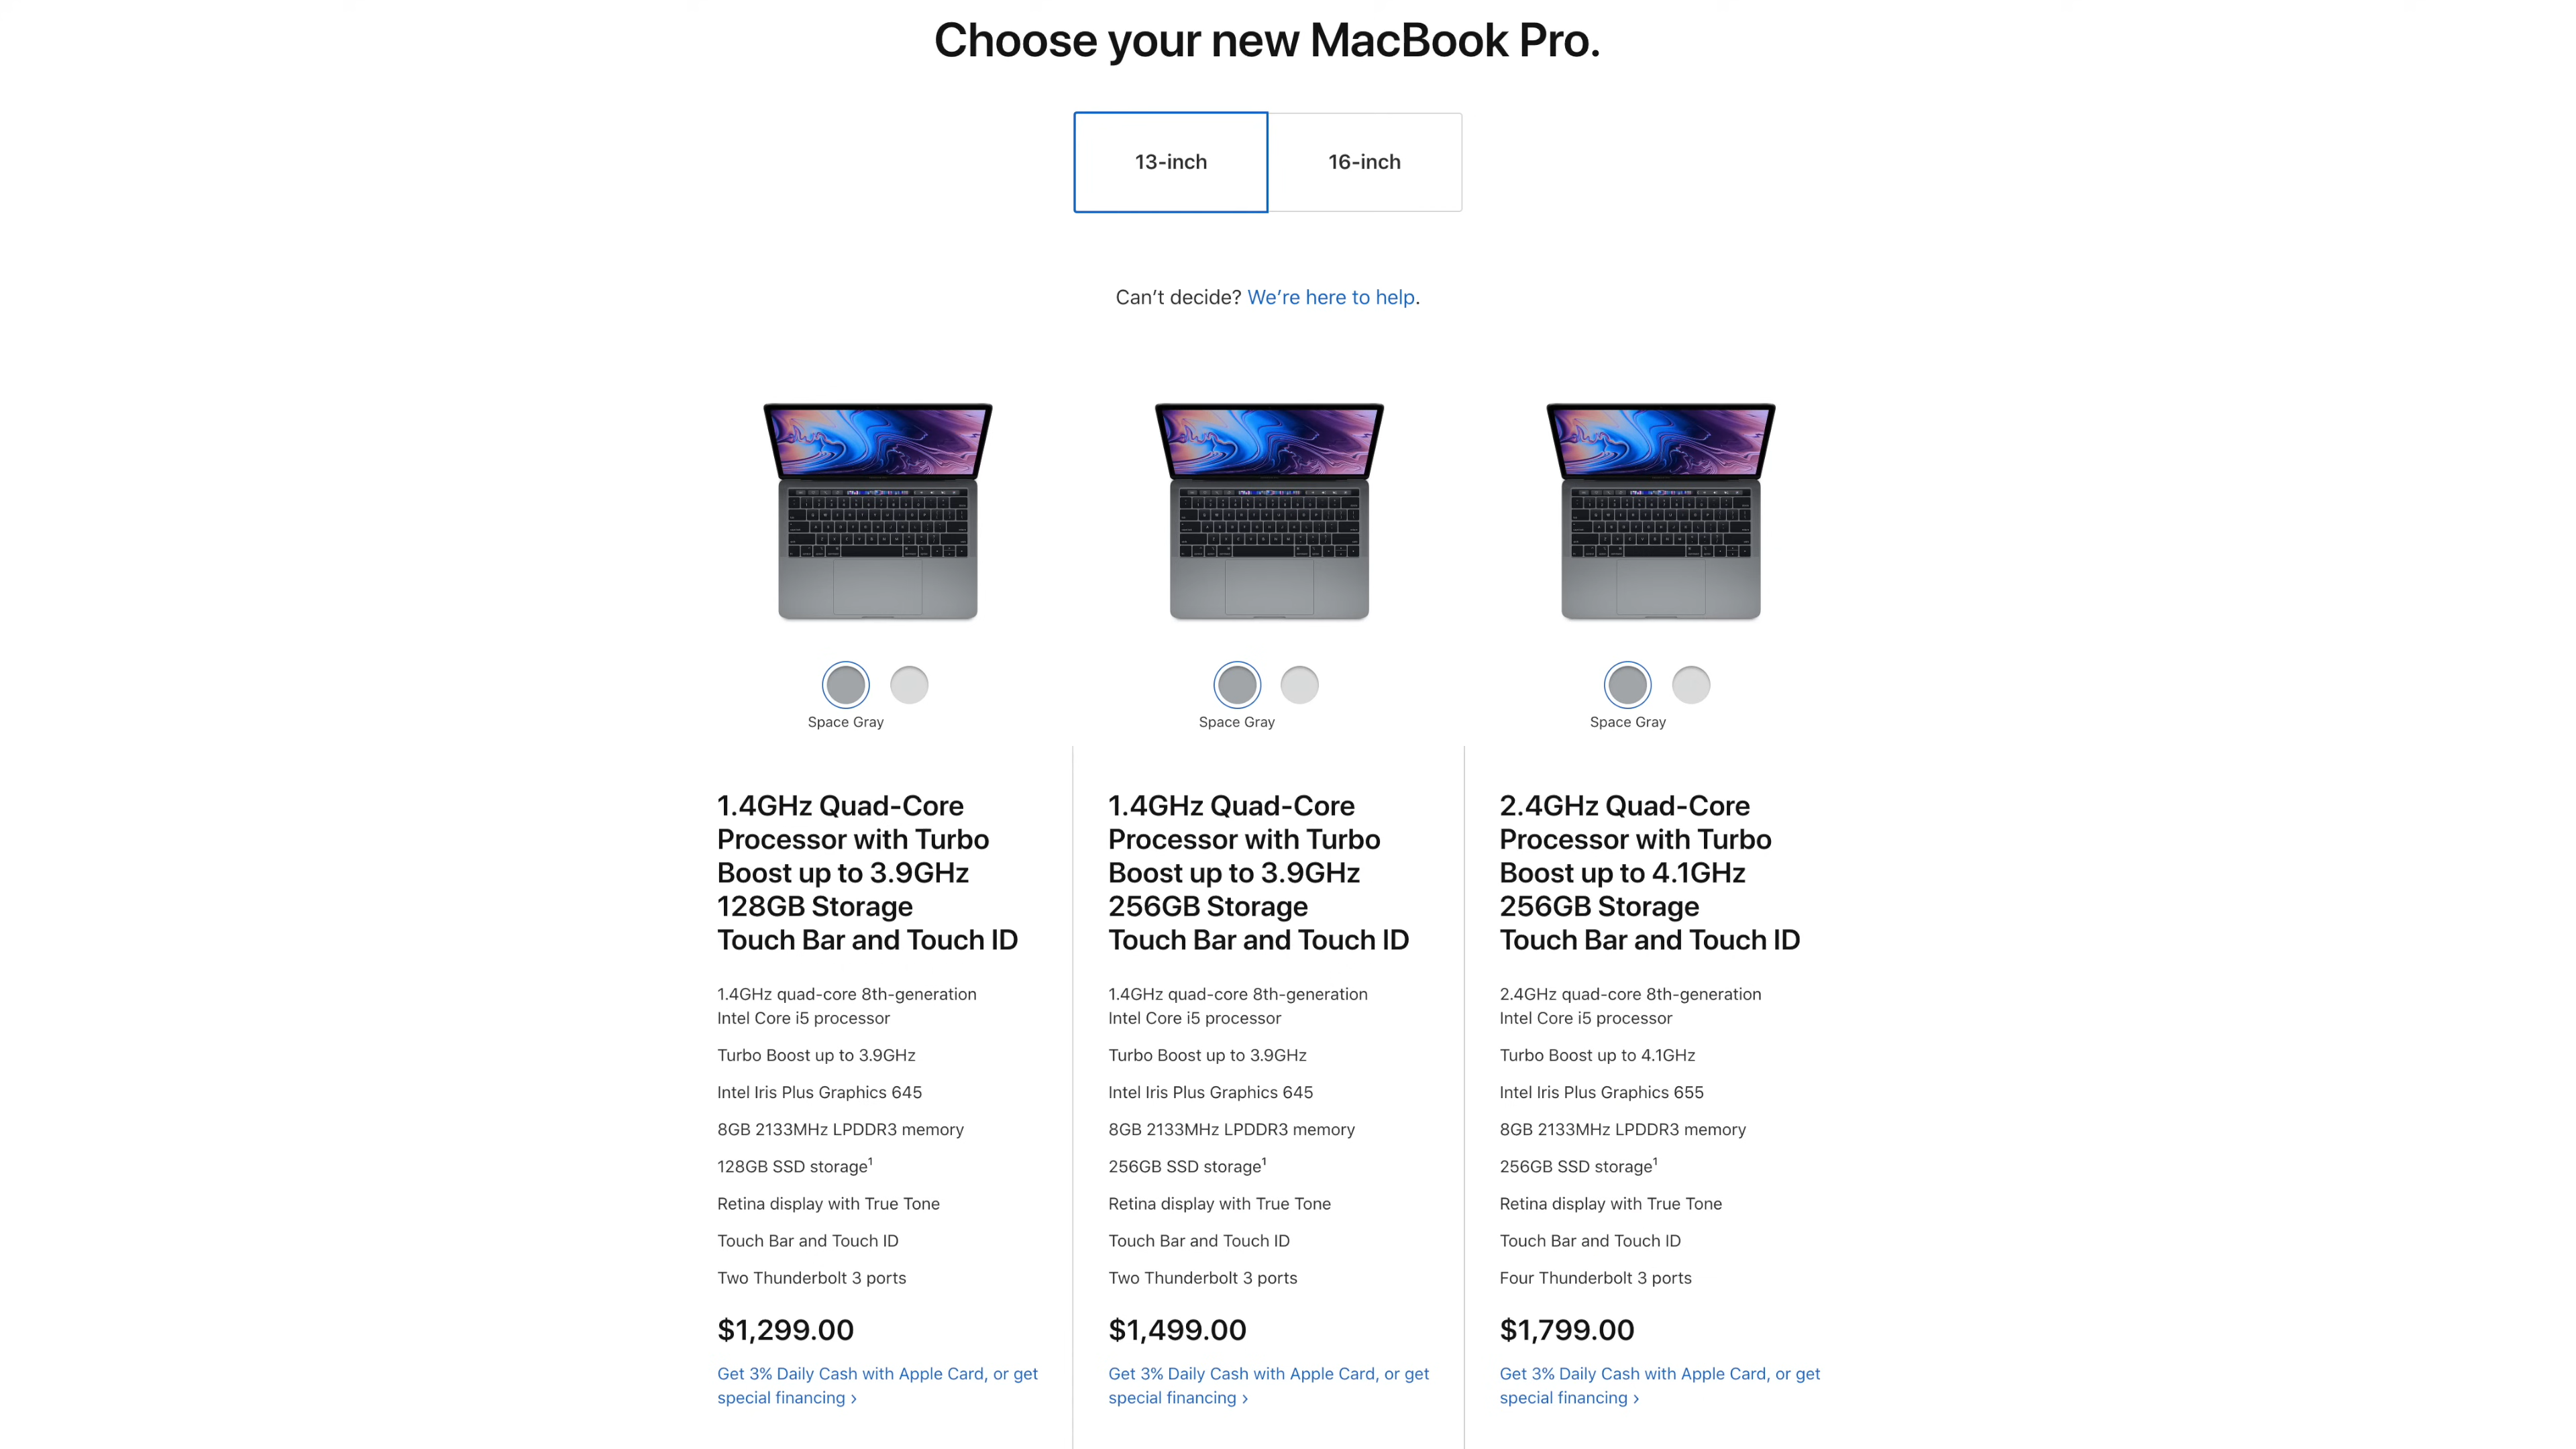 Choose your new MacBook Pro.
13-inch
16-inch
Can't decide? We're here to help.
Space Gray
Space Gray
Space Gray
1.4GHz Quad-Core
Processor with Turbo
Boost up to 3.9GHz
128GB Storage
Touch Bar and Touch ID
1.4GHz quad-core 8th-generation
Intel Core i5 processor
Turbo Boost up to 3.9GHz
Intel Iris Plus Graphics 645
8GB 2133MHz LPDDR3 memory
128GB SSD storage¹
Retina display with True Tone
Touch Bar and Touch ID
Two Thunderbolt 3 ports
$1,299.00
Get 3% Daily Cash with Apple Card, or get
special financing ›
1.4GHz Quad-Core
Processor with Turbo
Boost up to 3.9GHz
256GB Storage
Touch Bar and Touch ID
1.4GHz quad-core 8th-generation
Intel Core i5 processor
Turbo Boost up to 3.9GHz
Intel Iris Plus Graphics 645
8GB 2133MHz LPDDR3 memory
256GB SSD storage¹
Retina display with True Tone
Touch Bar and Touch ID
Two Thunderbolt 3 ports
$1,499.00
Get 3% Daily Cash with Apple Card, or get
special financing ›
2.4GHz Quad-Core
Processor with Turbo
Boost up to 4.1GHz
256GB Storage
Touch Bar and Touch ID
2.4GHz quad-core 8th-generation
Intel Core i5 processor
Turbo Boost up to 4.1GHz
Intel Iris Plus Graphics 655
8GB 2133MHz LPDDR3 memory
256GB SSD storage¹
Retina display with True Tone
Touch Bar and Touch ID
Four Thunderbolt 3 ports
$1,799.00
Get 3% Daily Cash with Apple Card, or get
special financing ›